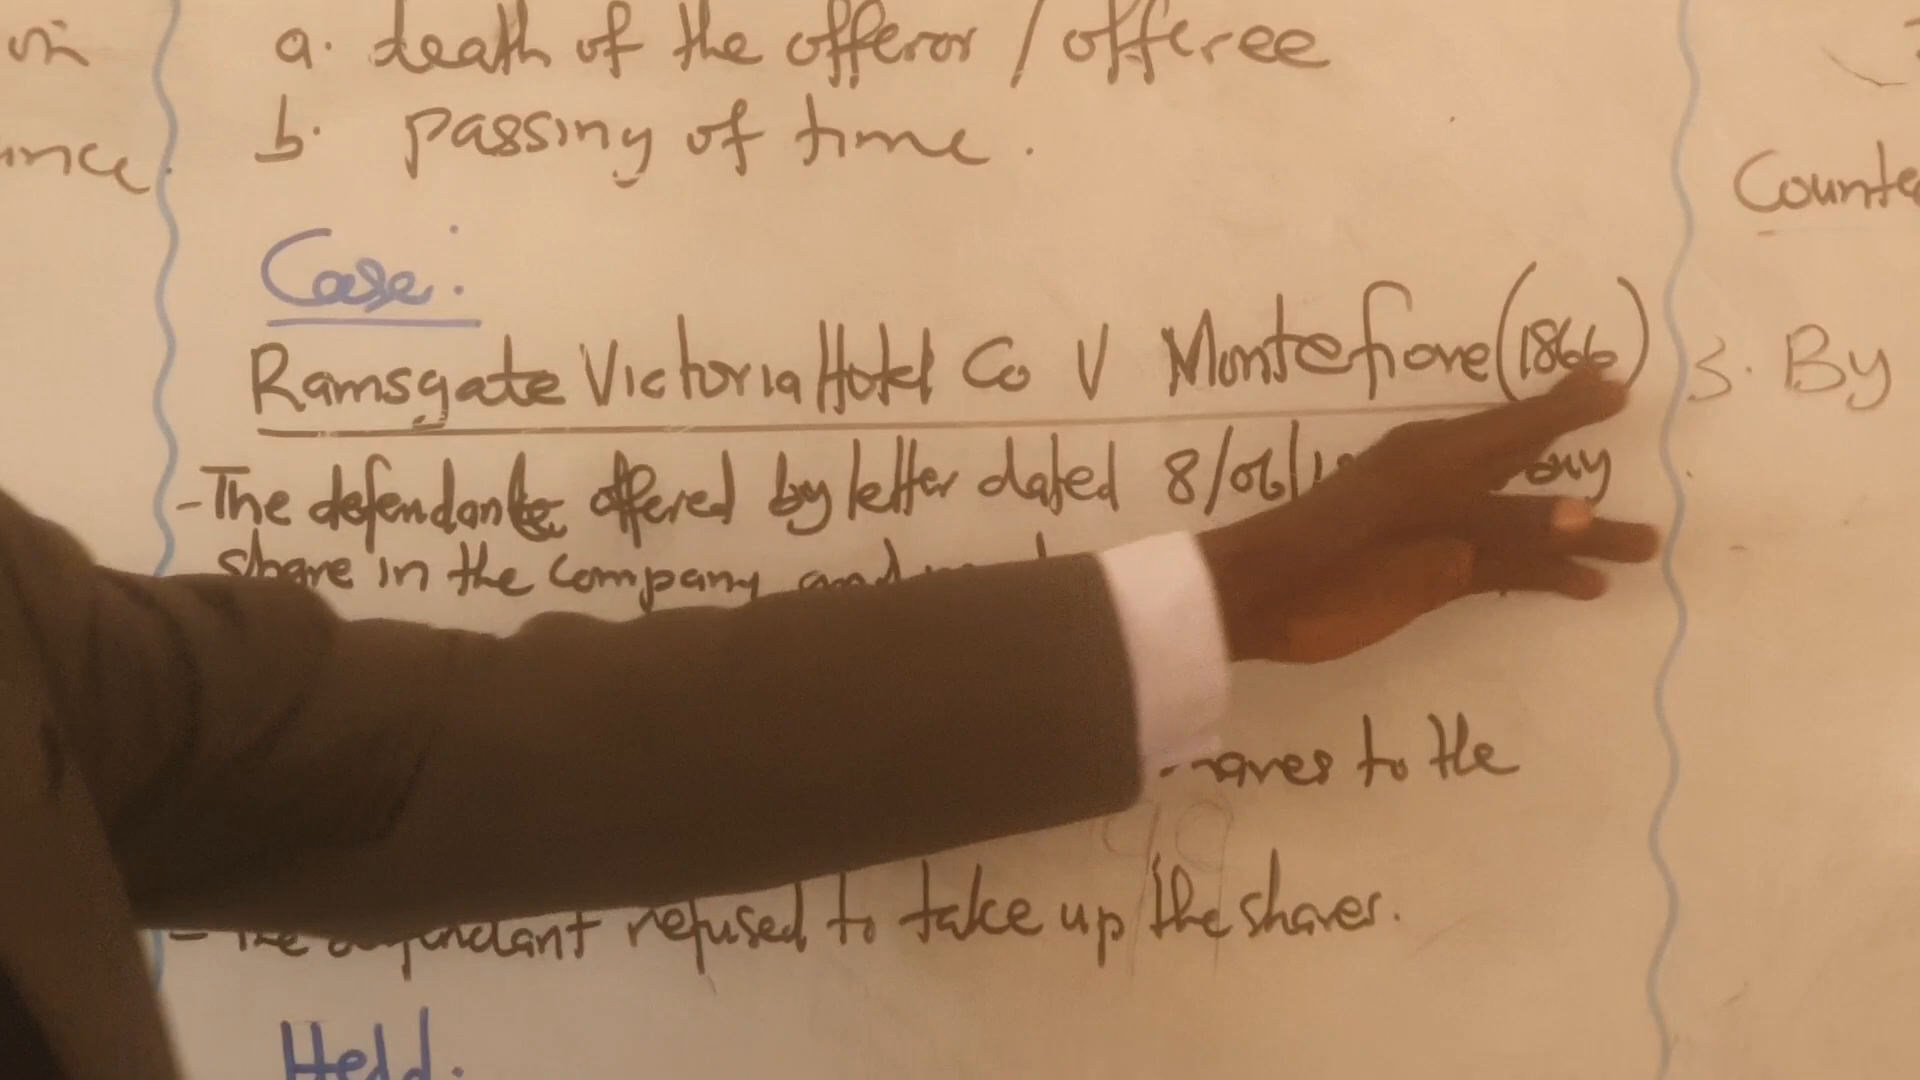 a. death of the offeror / offeree
b. passing of time.
Case:
Ramsgate Victoria Hotel Co V Montefiore (1866)
- The defendant offered by letter dated 8/06/ buy
share in the company and
to the
- The defendant refused to take up the shares.
Held.
Counte
3. By